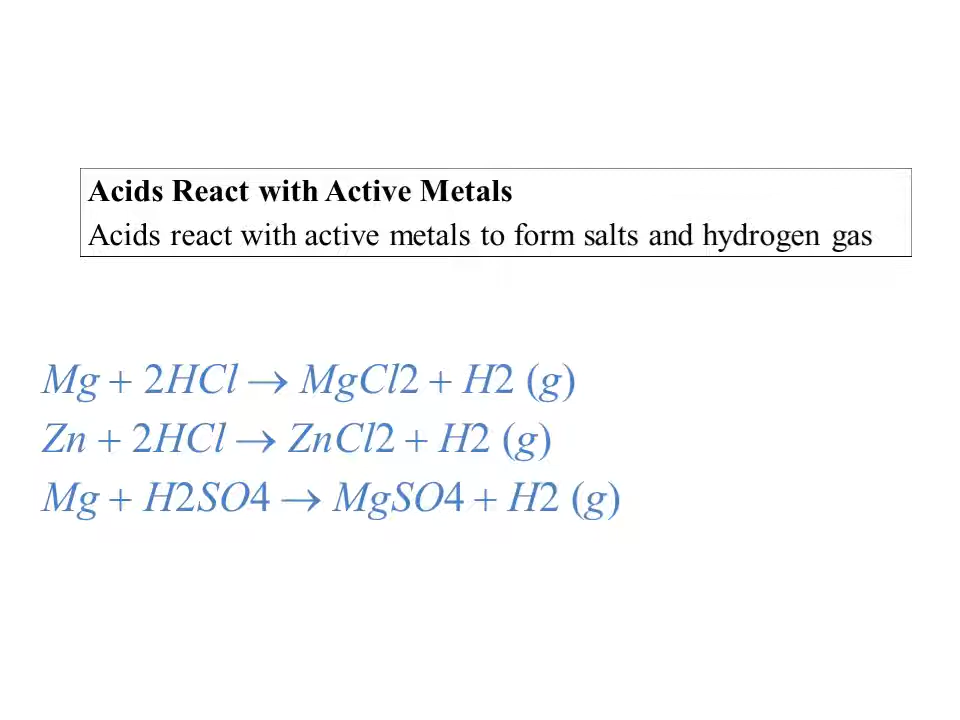 Acids React with Active Metals
Acids react with active metals to form salts and hydrogen gas
Mg + 2HCl → MgCl2 + H2 (g)
Zn + 2HCl → ZnCl2 + H2 (g)
Mg + H2SO4 → MgSO4 + H2 (g)